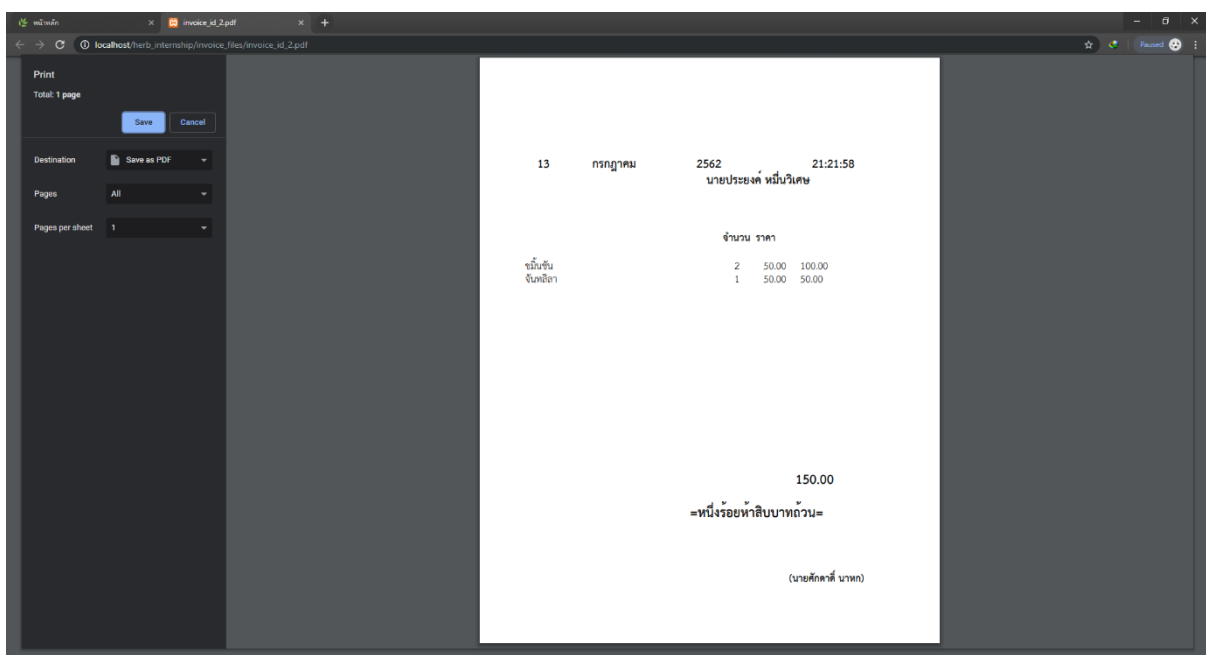 หน้าหลัก invoice_id_2.pdf
localhost/herb_internship/invoice_files/invoice_id_2.pdf Paused
Print
Total: 1 page
Save Cancel
Destination Save as PDF
Pages All
Pages per sheet 1
13 กรกฎาคม 2562 21:21:58
นายประยงค์ หมื่นวิเศษ
จำนวน ราคา
ขมิ้นชัน 2 50.00 100.00
จันทลีลา 1 50.00 50.00
150.00
=หนึ่งร้อยห้าสิบบาทถ้วน=
(นายศักดาดิ์ นาหก)